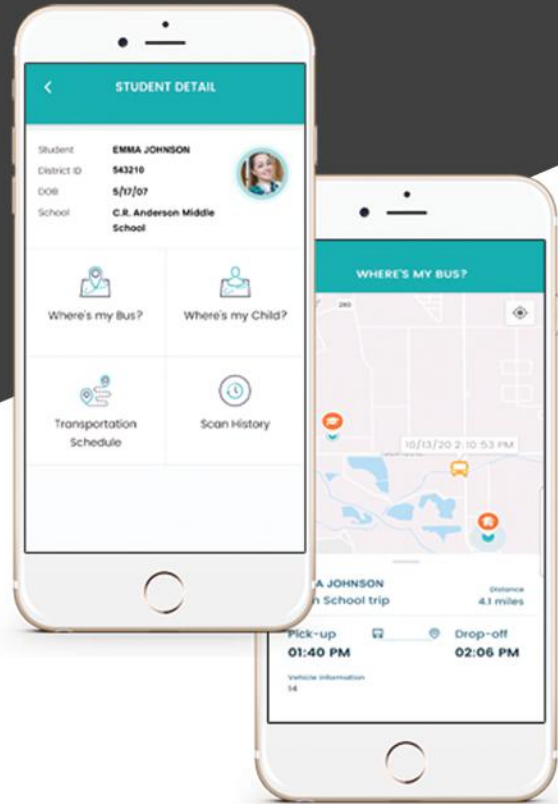 STUDENT DETAIL
Student EMMA JOHNSON
District ID 543210
DOB 5/17/07
School C.R. Anderson Middle
School
Where's my Bus? Where's my Child?
Transportation Scan History
Schedule
WHERE'S MY BUS?
280
10/13/20 2:10:53 PM
A JOHNSON
School trip
Distance
4.1 miles
Pick-up Drop-off
01:40 PM 02:06 PM
Vehicle Information
14